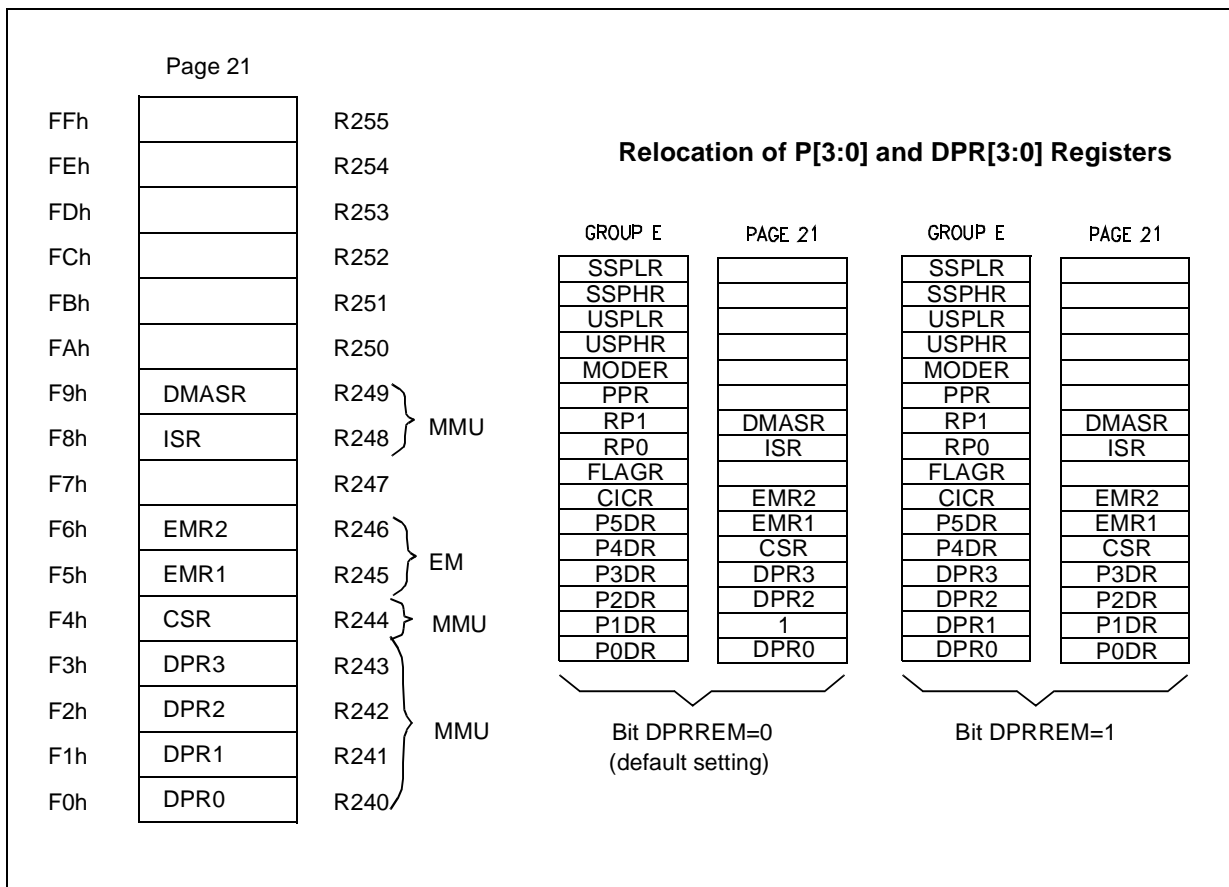 Page 21
FFh R255
FEh R254
FDh R253
FCh R252
FBh R251
FAh R250
F9h DMASR R249
F8h ISR R248
MMU
F7h R247
F6h EMR2 R246
F5h EMR1 R245
EM
F4h CSR R244 MMU
F3h DPR3 R243
F2h DPR2 R242
F1h DPR1 R241
F0h DPR0 R240
MMU
Relocation of P[3:0] and DPR[3:0] Registers
GROUP E PAGE 21 GROUP E PAGE 21
SSPLR SSPLR
SSPHR SSPHR
USPLR USPLR
USPHR USPHR
MODER MODER
PPR PPR
RP1 DMASR RP1 DMASR
RP0 ISR RP0 ISR
FLAGR FLAGR
CICR EMR2 CICR EMR2
P5DR EMR1 P5DR EMR1
P4DR CSR P4DR CSR
P3DR DPR3 DPR3 P3DR
P2DR DPR2 DPR2 P2DR
P1DR 1 DPR1 P1DR
P0DR DPR0 DPR0 P0DR
Bit DPRREM=0 Bit DPRREM=1
(default setting)